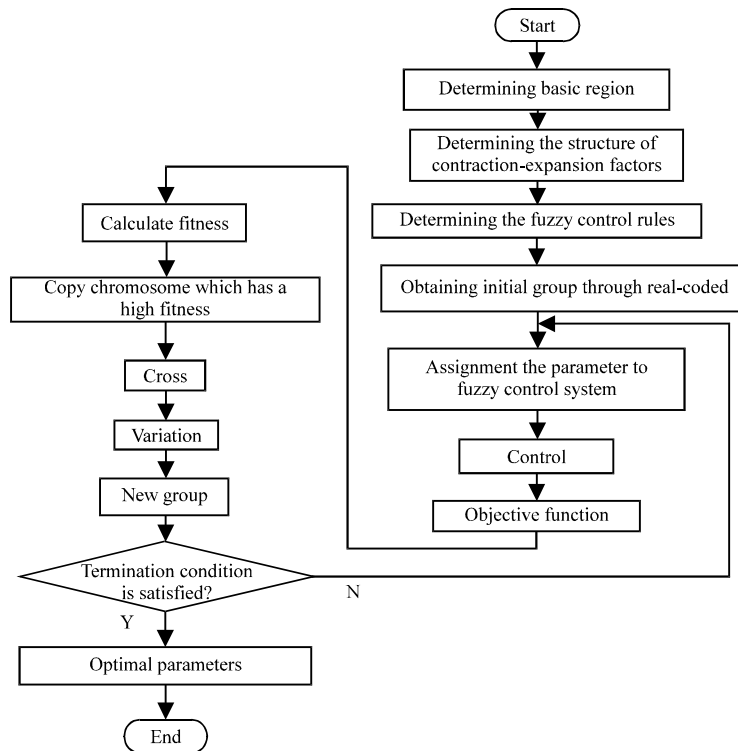 Start
Determining basic region
Determining the structure of
contraction-expansion factors
Determining the fuzzy control rules
Obtaining initial group through real-coded
Assignment the parameter to
fuzzy control system
Control
Objective function
Calculate fitness
Copy chromosome which has a
high fitness
Cross
Variation
New group
Termination condition
is satisfied?
N
Y
Optimal parameters
End